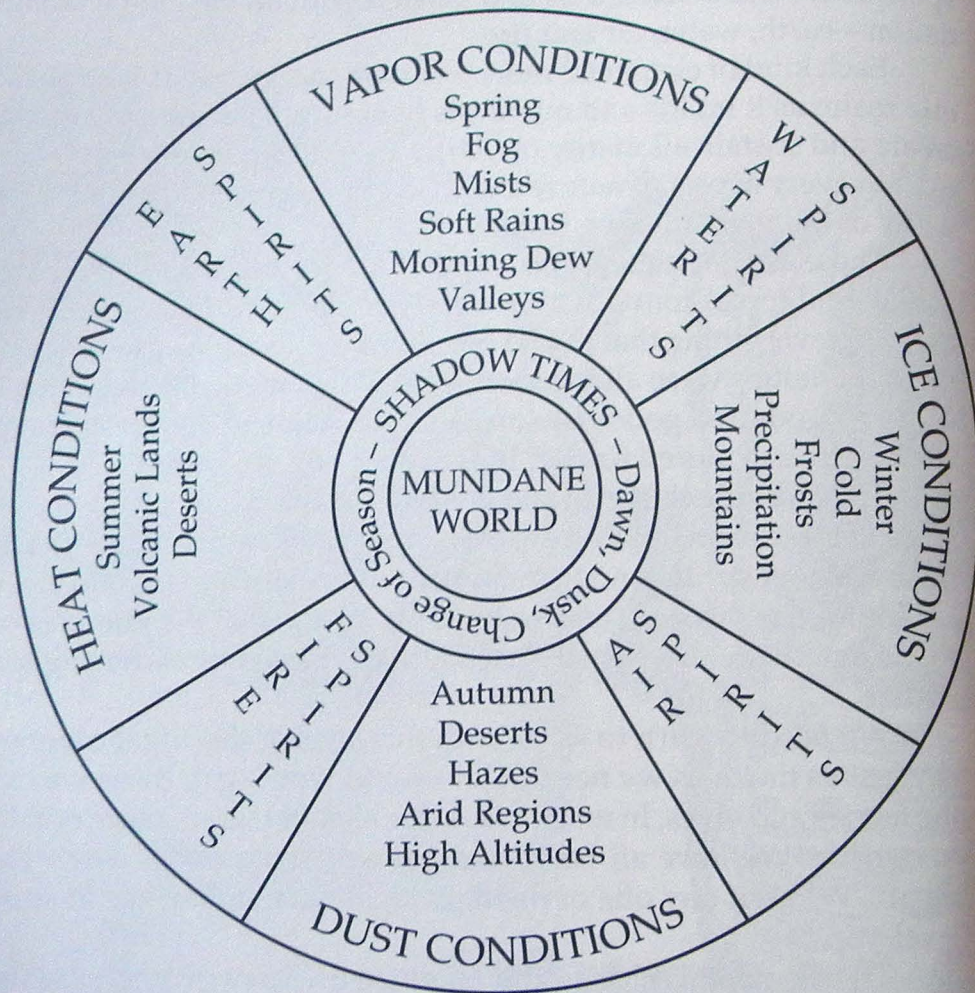 VAPOR CONDITIONS
Spring
Fog
Mists
Soft Rains
Morning Dew
Valleys
WATER
SPIRITS
ICE CONDITIONS
Winter
Cold
Frosts
Precipitation
Mountains
AIR
SPIRITS
DUST CONDITIONS
Autumn
Deserts
Hazes
Arid Regions
High Altitudes
FIRE
SPIRITS
HEAT CONDITIONS
Summer
Volcanic Lands
Deserts
EARTH
SPIRITS
– SHADOW TIMES – Dawn, Dusk, Change of Season
MUNDANE
WORLD